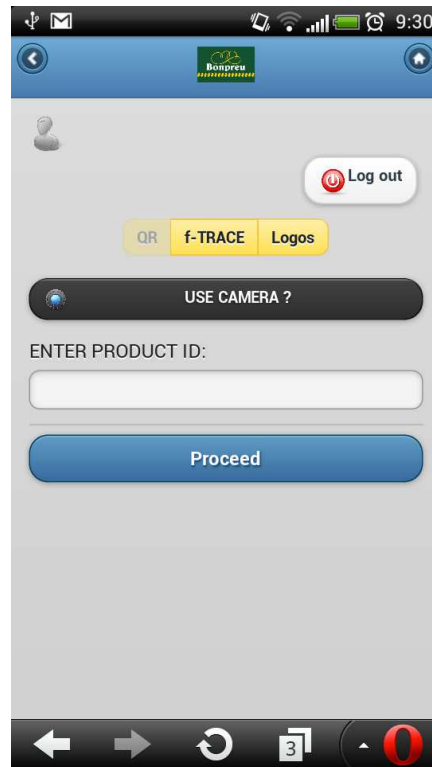 9:30
Bonpreu
Log out
QR f-TRACE Logos
USE CAMERA ?
ENTER PRODUCT ID:
Proceed
3